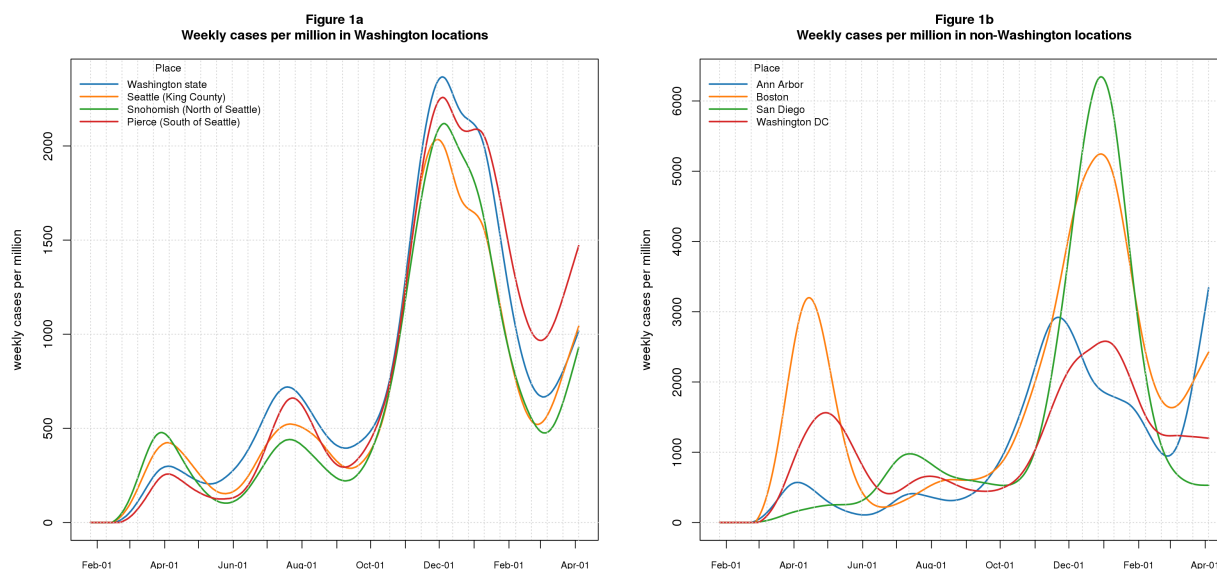 Figure 1a
Weekly cases per million in Washington locations
Place
Washington state
Seattle (King County)
Snohomish (North of Seattle)
Pierce (South of Seattle)
weekly cases per million
2000
1500
1000
500
0
Feb-01 Apr-01 Jun-01 Aug-01 Oct-01 Dec-01 Feb-01 Apr-01
Figure 1b
Weekly cases per million in non-Washington locations
Place
Ann Arbor
Boston
San Diego
Washington DC
weekly cases per million
6000
5000
4000
3000
2000
1000
0
Feb-01 Apr-01 Jun-01 Aug-01 Oct-01 Dec-01 Feb-01 Apr-01